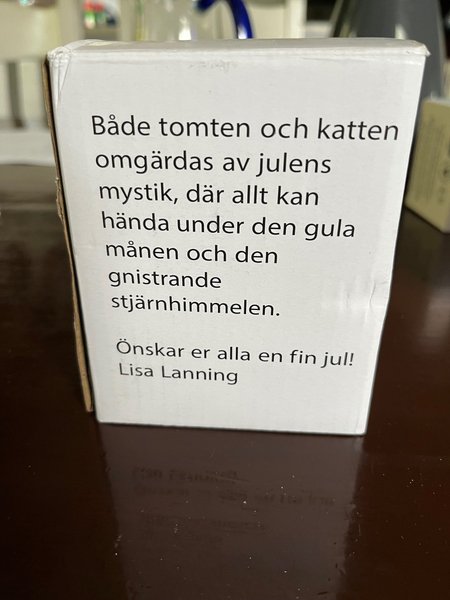 Både tomten och katten
omgärdas av julens
mystik, där allt kan
hända under den gula
månen och den
gnistrande
stjärnhimmelen.
Önskar er alla en fin jul!
Lisa Lanning